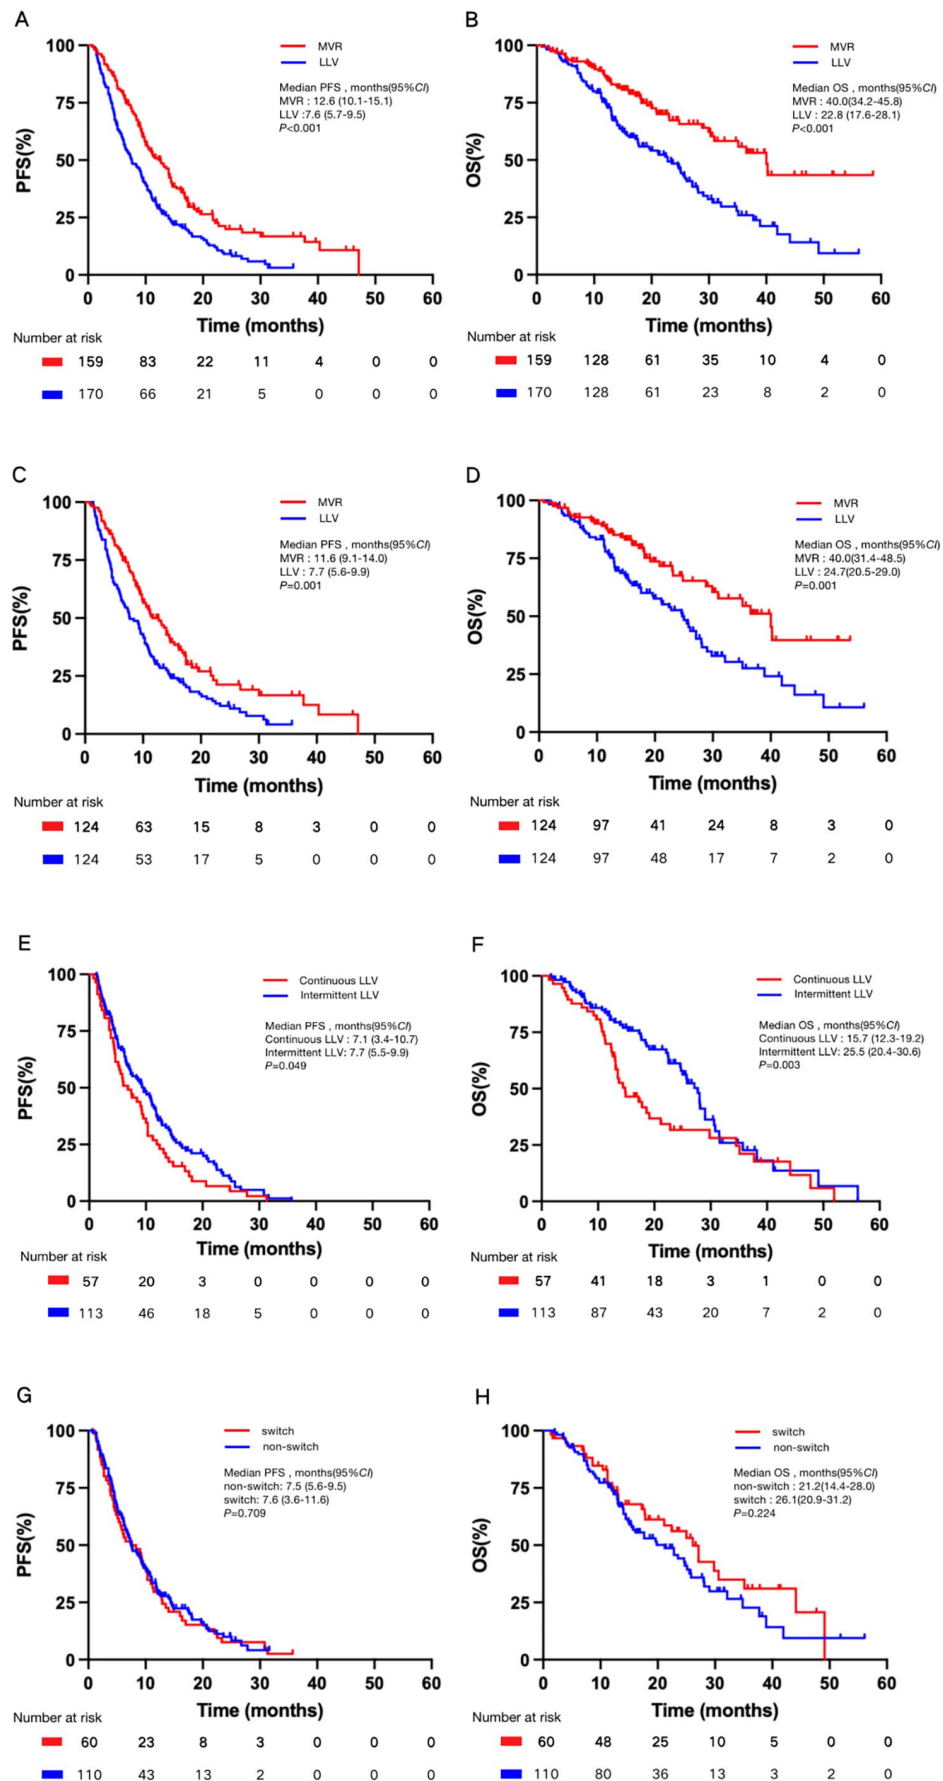 A
100
75
50
25
0
PFS(%)
0 10 20 30 40 50 60
Time (months)
MVR
LLV
Median PFS , months(95%CI)
MVR : 12.6 (10.1-15.1)
LLV :7.6 (5.7-9.5)
P<0.001
Number at risk
159 83 22 11 4 0 0
170 66 21 5 0 0 0
B
100
75
50
25
0
OS(%)
0 10 20 30 40 50 60
Time (months)
MVR
LLV
Median OS , months(95%CI)
MVR : 40.0(34.2-45.8)
LLV : 22.8 (17.6-28.1)
P<0.001
Number at risk
159 128 61 35 10 4 0
170 128 61 23 8 2 0
C
100
75
50
25
0
PFS(%)
0 10 20 30 40 50 60
Time (months)
MVR
LLV
Median PFS , months(95%CI)
MVR : 11.6 (9.1-14.0)
LLV : 7.7 (5.6-9.9)
P=0.001
Number at risk
124 63 15 8 3 0 0
124 53 17 5 0 0 0
D
100
75
50
25
0
OS(%)
0 10 20 30 40 50 60
Time (months)
MVR
LLV
Median OS , months(95%CI)
MVR : 40.0(31.4-48.5)
LLV : 24.7(20.5-29.0)
P=0.001
Number at risk
124 97 41 24 8 3 0
124 97 48 17 7 2 0
E
100
75
50
25
0
PFS(%)
0 10 20 30 40 50 60
Time (months)
Continuous LLV
Intermittent LLV
Median PFS , months(95%CI)
Continuous LLV : 7.1 (3.4-10.7)
Intermittent LLV: 7.7 (5.5-9.9)
P=0.049
Number at risk
57 20 3 0 0 0 0
113 46 18 5 0 0 0
F
100
75
50
25
0
OS(%)
0 10 20 30 40 50 60
Time (months)
Continuous LLV
Intermittent LLV
Median OS , months(95%CI)
Continuous LLV : 15.7 (12.3-19.2)
Intermittent LLV: 25.5 (20.4-30.6)
P=0.003
Number at risk
57 41 18 3 1 0 0
113 87 43 20 7 2 0
G
100
75
50
25
0
PFS(%)
0 10 20 30 40 50 60
Time (months)
switch
non-switch
Median PFS , months(95%CI)
non-switch: 7.5 (5.6-9.5)
switch: 7.6 (3.6-11.6)
P=0.709
Number at risk
60 23 8 3 0 0 0
110 43 13 2 0 0 0
H
100
75
50
25
0
OS(%)
0 10 20 30 40 50 60
Time (months)
switch
non-switch
Median OS , months(95%CI)
non-switch : 21.2(14.4-28.0)
switch : 26.1(20.9-31.2)
P=0.224
Number at risk
60 48 25 10 5 0 0
110 80 36 13 3 2 0